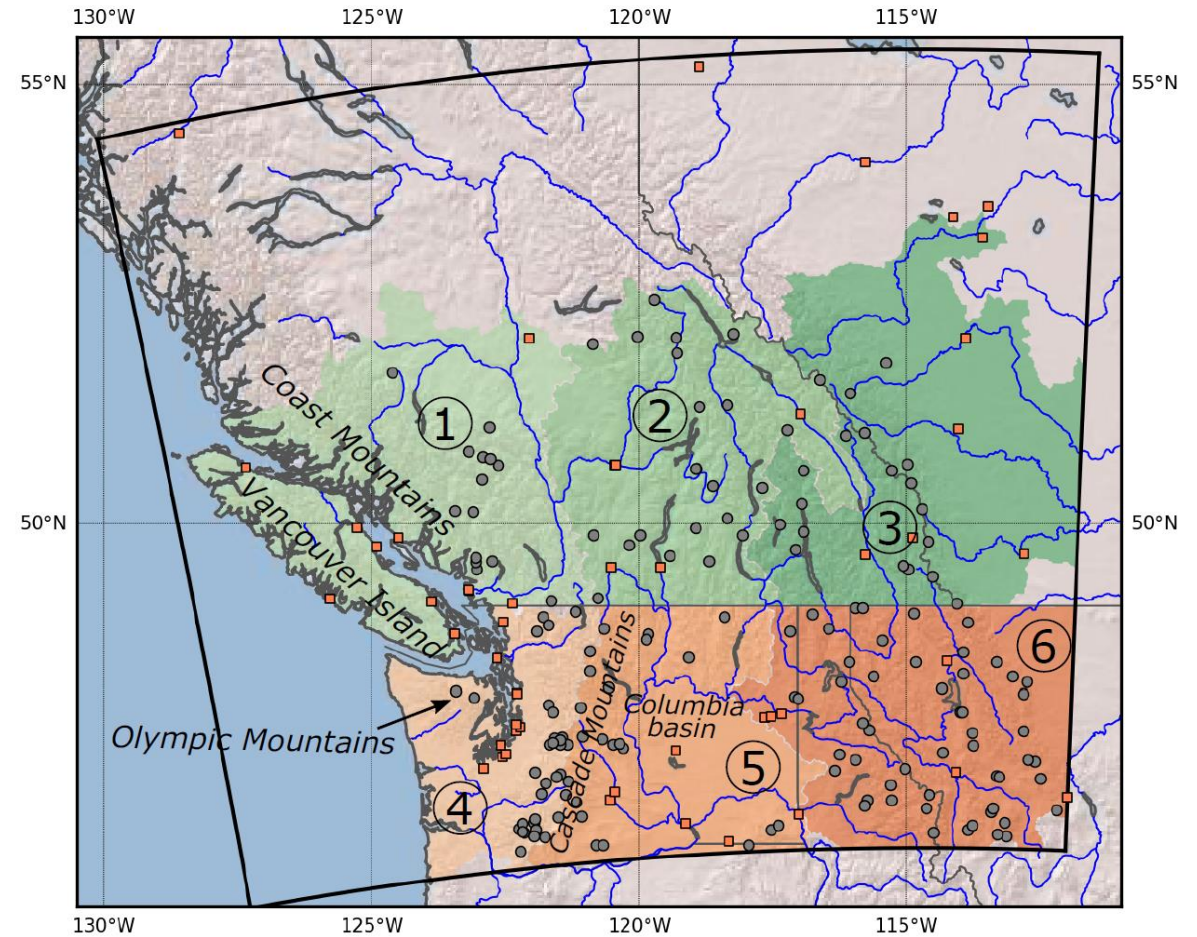 130°W 125°W 120°W 115°W
55°N 55°N
Coast Mountains
1
2
Vancouver Island
50°N 50°N
3
6
Olympic Mountains
Cascade Mountains
Columbia
basin
5
4
130°W 125°W 120°W 115°W